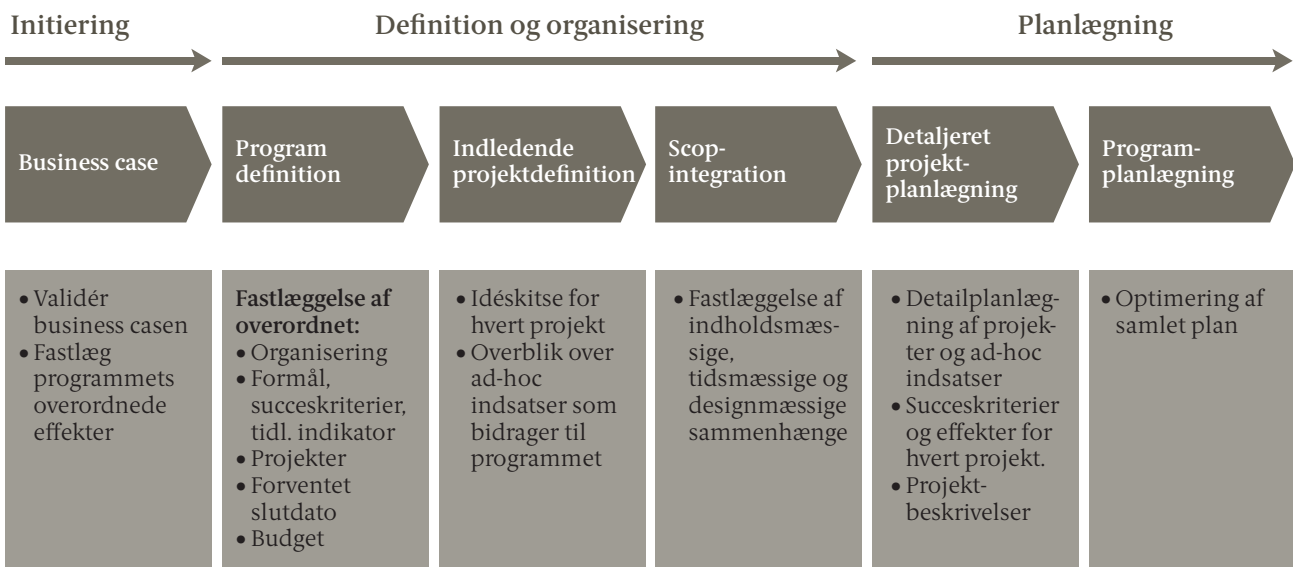 Initiering
Definition og organisering
Planlægning
Business case
Program
definition
Indledende
projektdefinition
Scop-
integration
Detaljeret
projekt-
planlægning
Program-
planlægning
• Validér
business casen
• Fastlæg
programmets
overordnede
effekter
Fastlæggelse af
overordnet:
• Organisering
• Formål,
succeskriterier,
tidl. indikator
• Projekter
• Forventet
slutdato
• Budget
• Idéskitse for
hvert projekt
• Overblik over
ad-hoc
indsatser som
bidrager til
programmet
• Fastlæggelse af
indholdsmæs-
sige,
tidsmæssige og
designmæssige
sammenhænge
• Detailplanlæg-
ning af projek-
ter og ad-hoc
indsatser
• Succeskriterier
og effekter for
hvert projekt.
• Projekt-
beskrivelser
• Optimering af
samlet plan